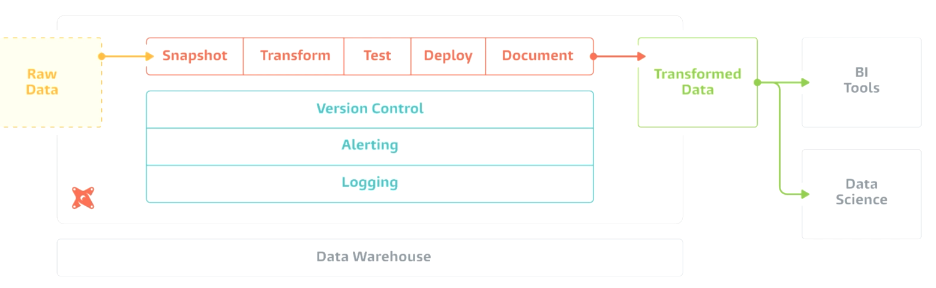 Raw
Data
Snapshot
Transform
Test
Deploy
Document
Version Control
Alerting
Logging
Transformed
Data
BI
Tools
Data
Science
Data Warehouse